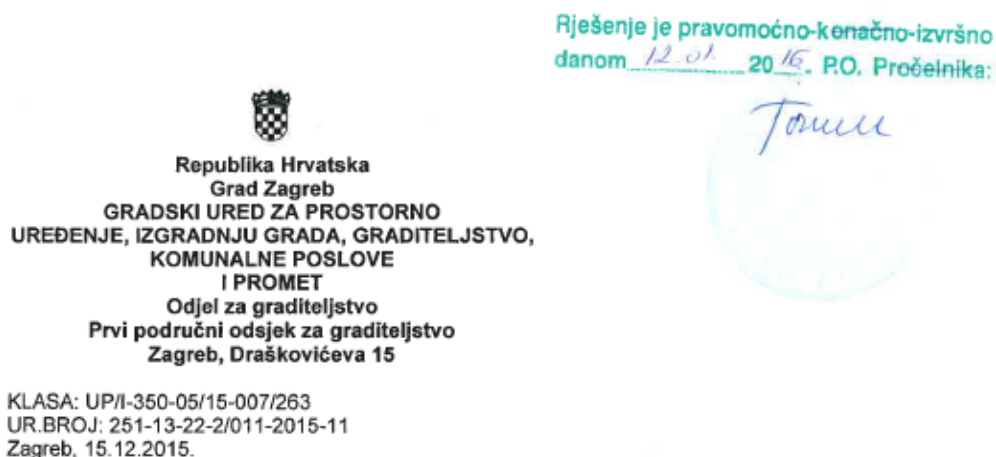 Rješenje je pravomoćno-konačno-izvršno
danom 12.01. 2016. P.O. Pročelnika:
Republika Hrvatska
Grad Zagreb
GRADSKI URED ZA PROSTORNO
UREĐENJE, IZGRADNJU GRADA, GRADITELJSTVO,
KOMUNALNE POSLOVE
I PROMET
Odjel za graditeljstvo
Prvi područni odsjek za graditeljstvo
Zagreb, Draškovićeva 15
KLASA: UP/I-350-05/15-007/263
UR.BROJ: 251-13-22-2/011-2015-11
Zagreb, 15.12.2015.